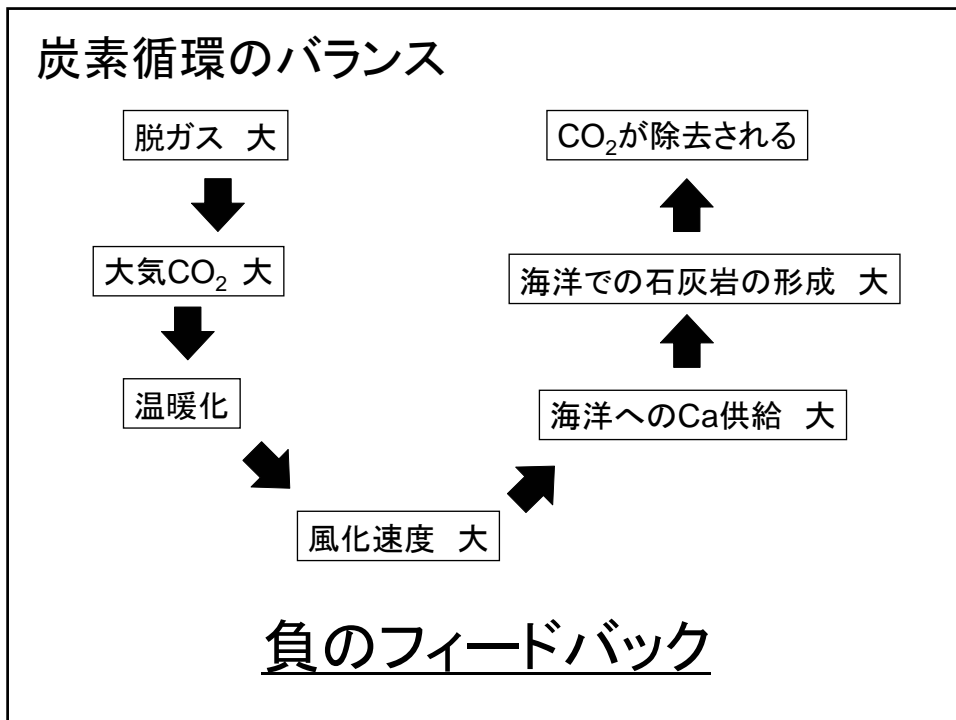 炭素循環のバランス
脱ガス 大
大気CO₂ 大
温暖化
風化速度 大
海洋へのCa供給 大
海洋での石灰岩の形成 大
CO₂が除去される
負のフィードバック